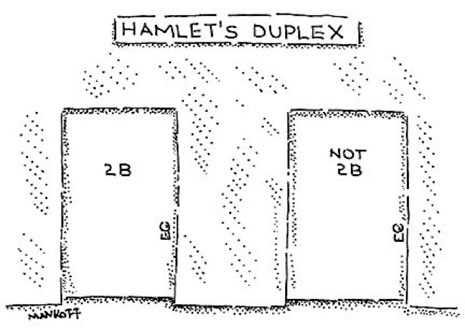 HAMLET'S DUPLEX
2B
NOT
2B
MANKOFF